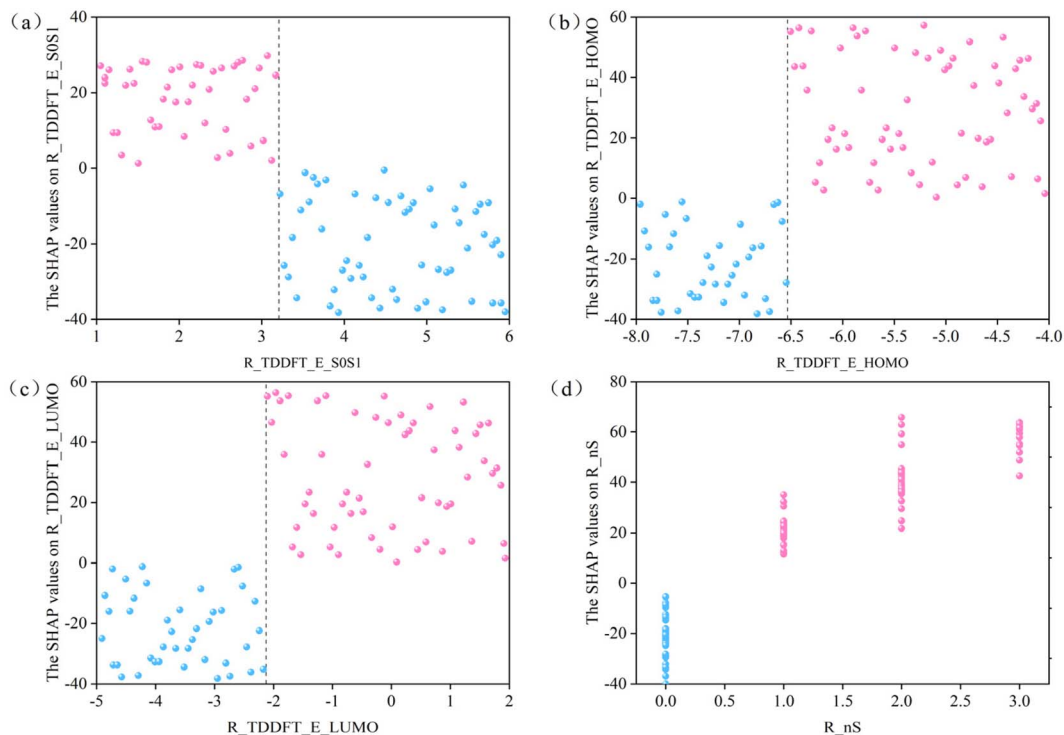 (a)
The SHAP values on R_TDDFT_E_S0S1
40
20
0
-20
-40
1 2 3 4 5 6
R_TDDFT_E_S0S1
(b)
The SHAP values on R_TDDFT_E_HOMO
60
40
20
0
-20
-40
-8.0 -7.5 -7.0 -6.5 -6.0 -5.5 -5.0 -4.5 -4.0
R_TDDFT_E_HOMO
(c)
The SHAP values on R_TDDFT_E_LUMO
60
40
20
0
-20
-40
-5 -4 -3 -2 -1 0 1 2
R_TDDFT_E_LUMO
(d)
The SHAP values on R_nS
80
60
40
20
0
-20
-40
0.0 0.5 1.0 1.5 2.0 2.5 3.0
R_nS